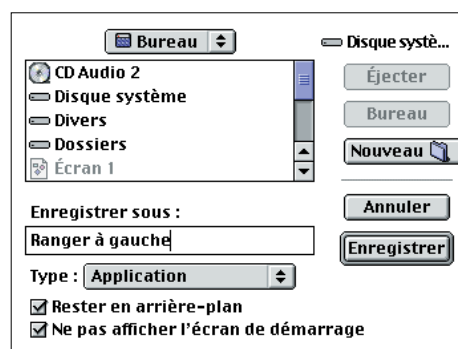 Bureau
Disque systè...
CD Audio 2
Disque système
Divers
Dossiers
Écran 1
Éjecter
Bureau
Nouveau
Enregistrer sous :
Ranger à gauche
Annuler
Enregistrer
Type : Application
Rester en arrière-plan
Ne pas afficher l'écran de démarrage